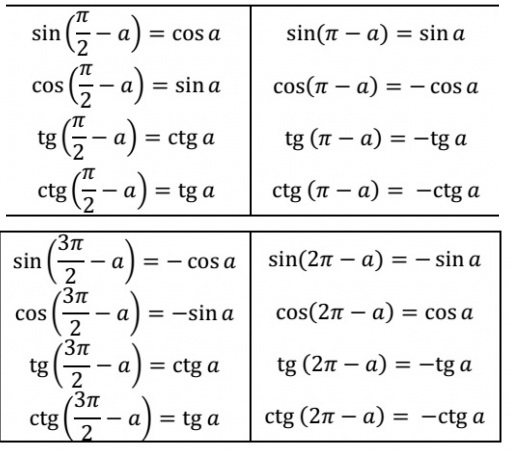 sin(π/2 − a) = cos a
sin(π − a) = sin a
cos(π/2 − a) = sin a
cos(π − a) = − cos a
tg(π/2 − a) = ctg a
tg (π − a) = −tg a
ctg(π/2 − a) = tg a
ctg (π − a) = −ctg a
sin(3π/2 − a) = − cos a
sin(2π − a) = − sin a
cos(3π/2 − a) = −sin a
cos(2π − a) = cos a
tg(3π/2 − a) = ctg a
tg (2π − a) = −tg a
ctg(3π/2 − a) = tg a
ctg (2π − a) = −ctg a